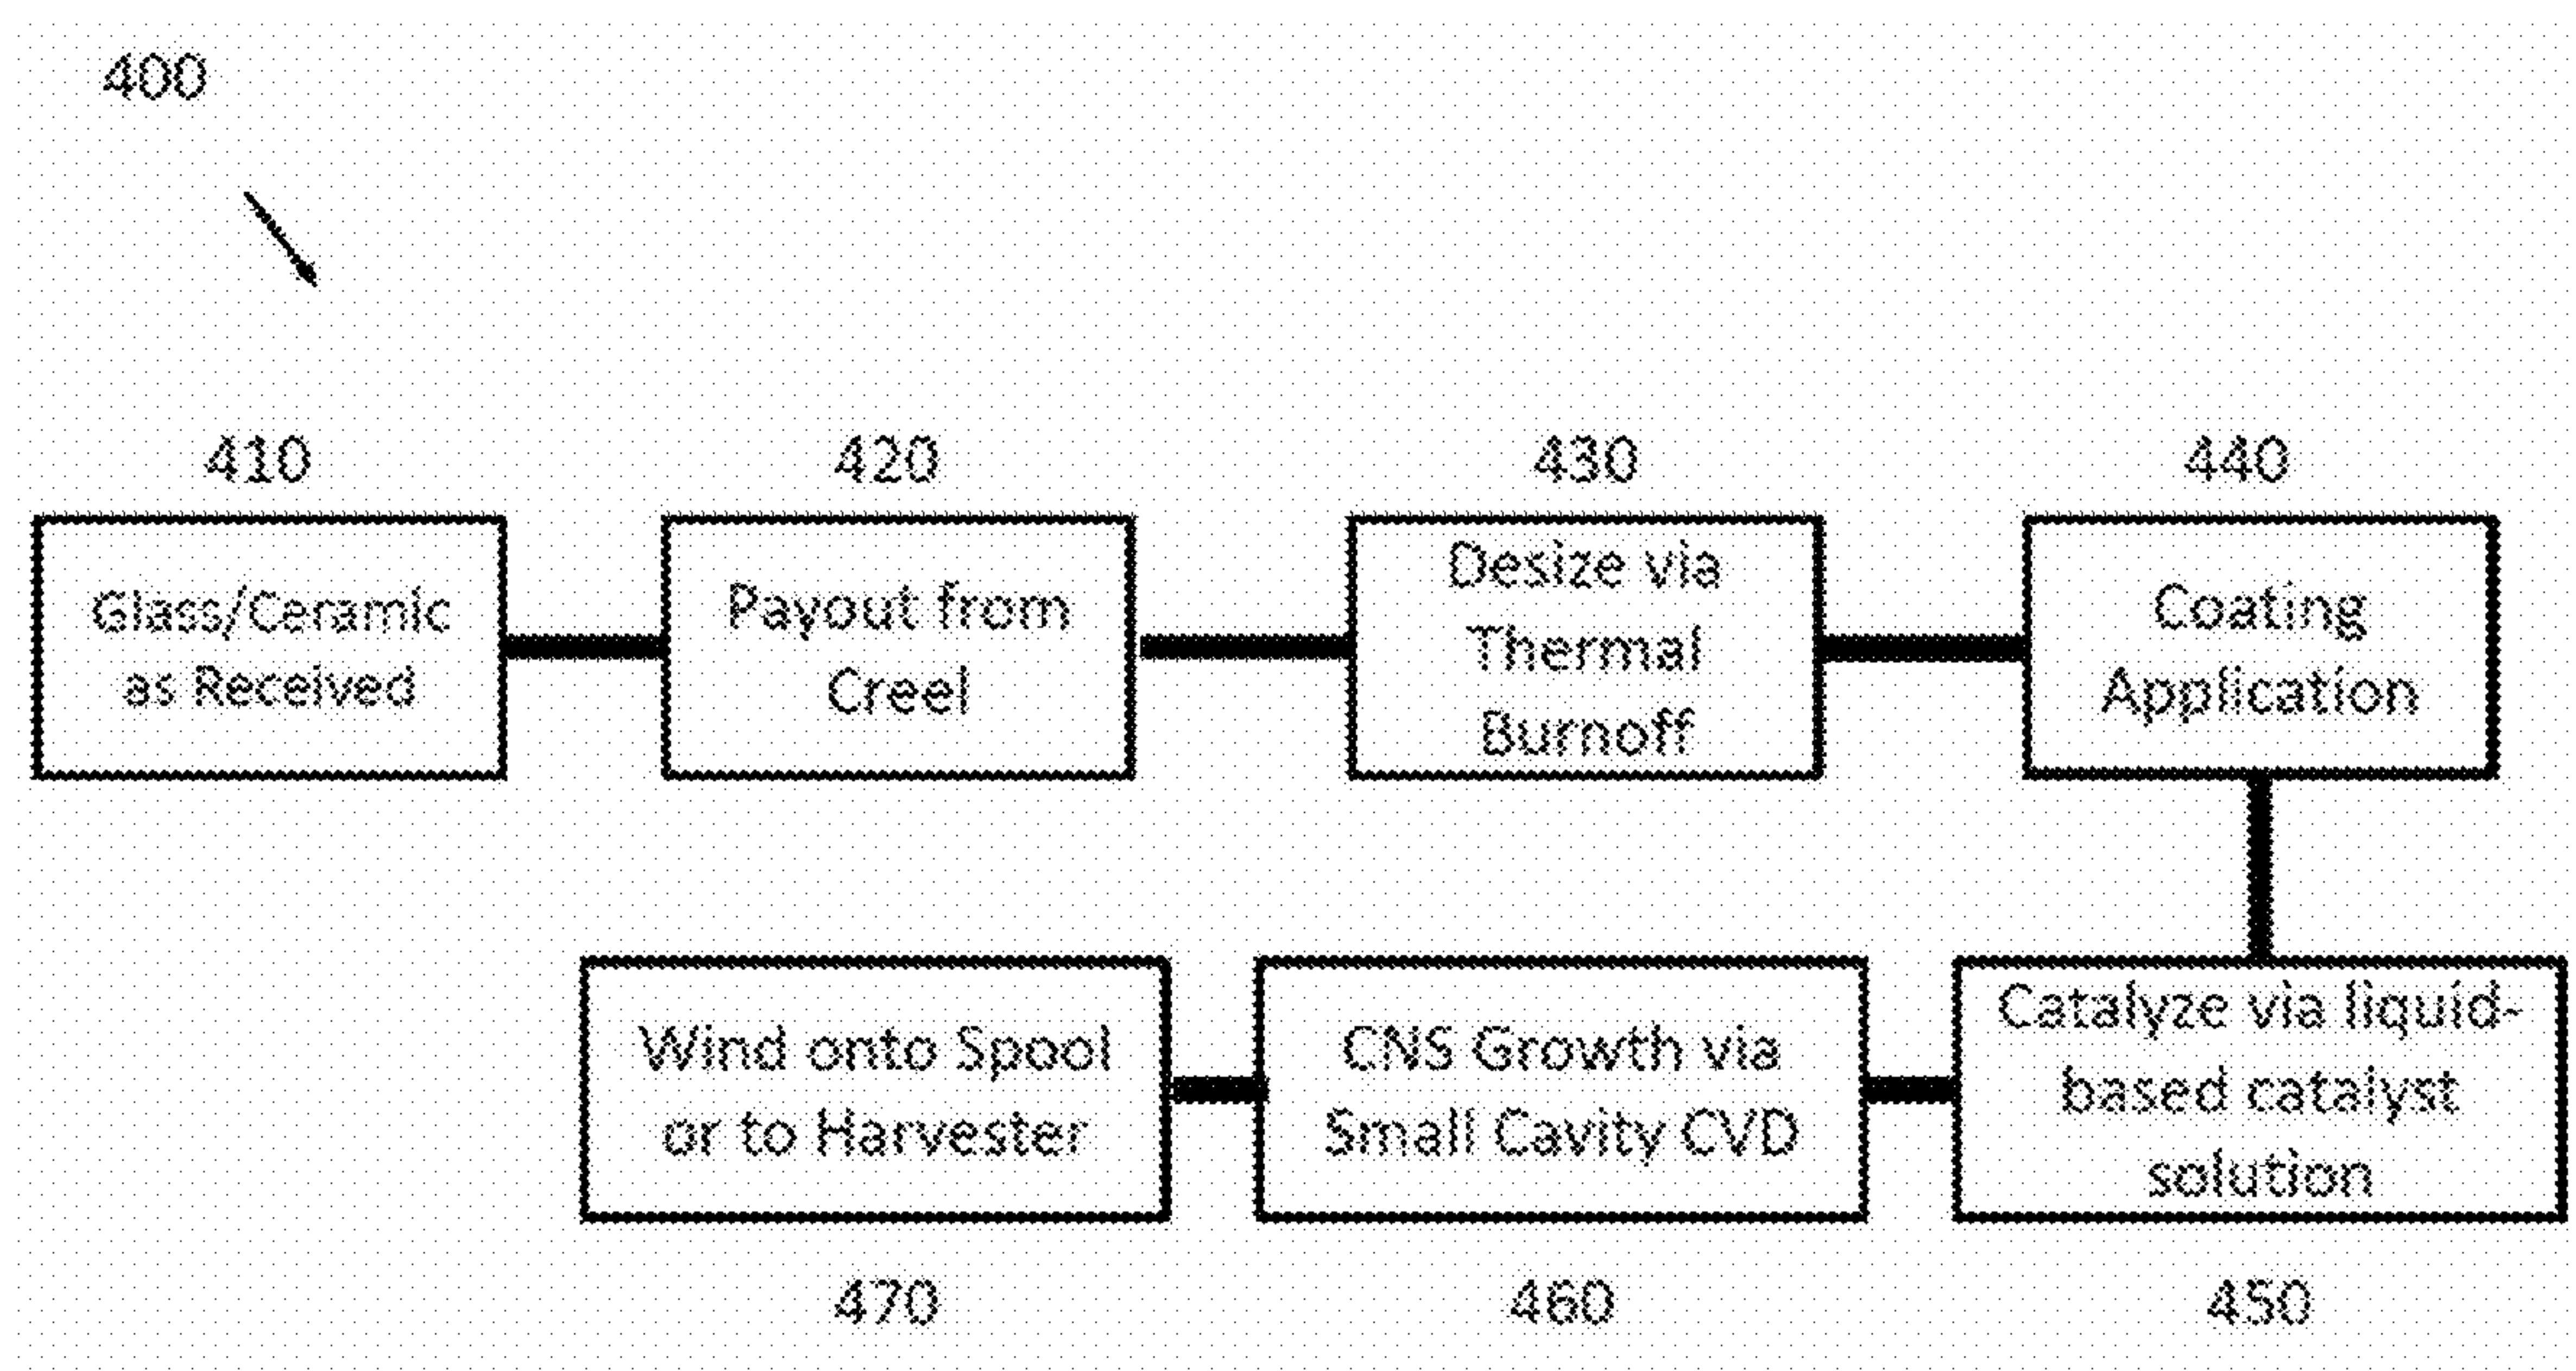 400
410
420
430
440
Glass/Ceramic
as Received
Payout from
Creel
Desize via
Thermal
Burnoff
Coating
Application
Wind onto Spool
or to Harvester
CNS Growth via
Small Cavity CVD
Catalyze via liquid-
based catalyst
solution
470
460
450